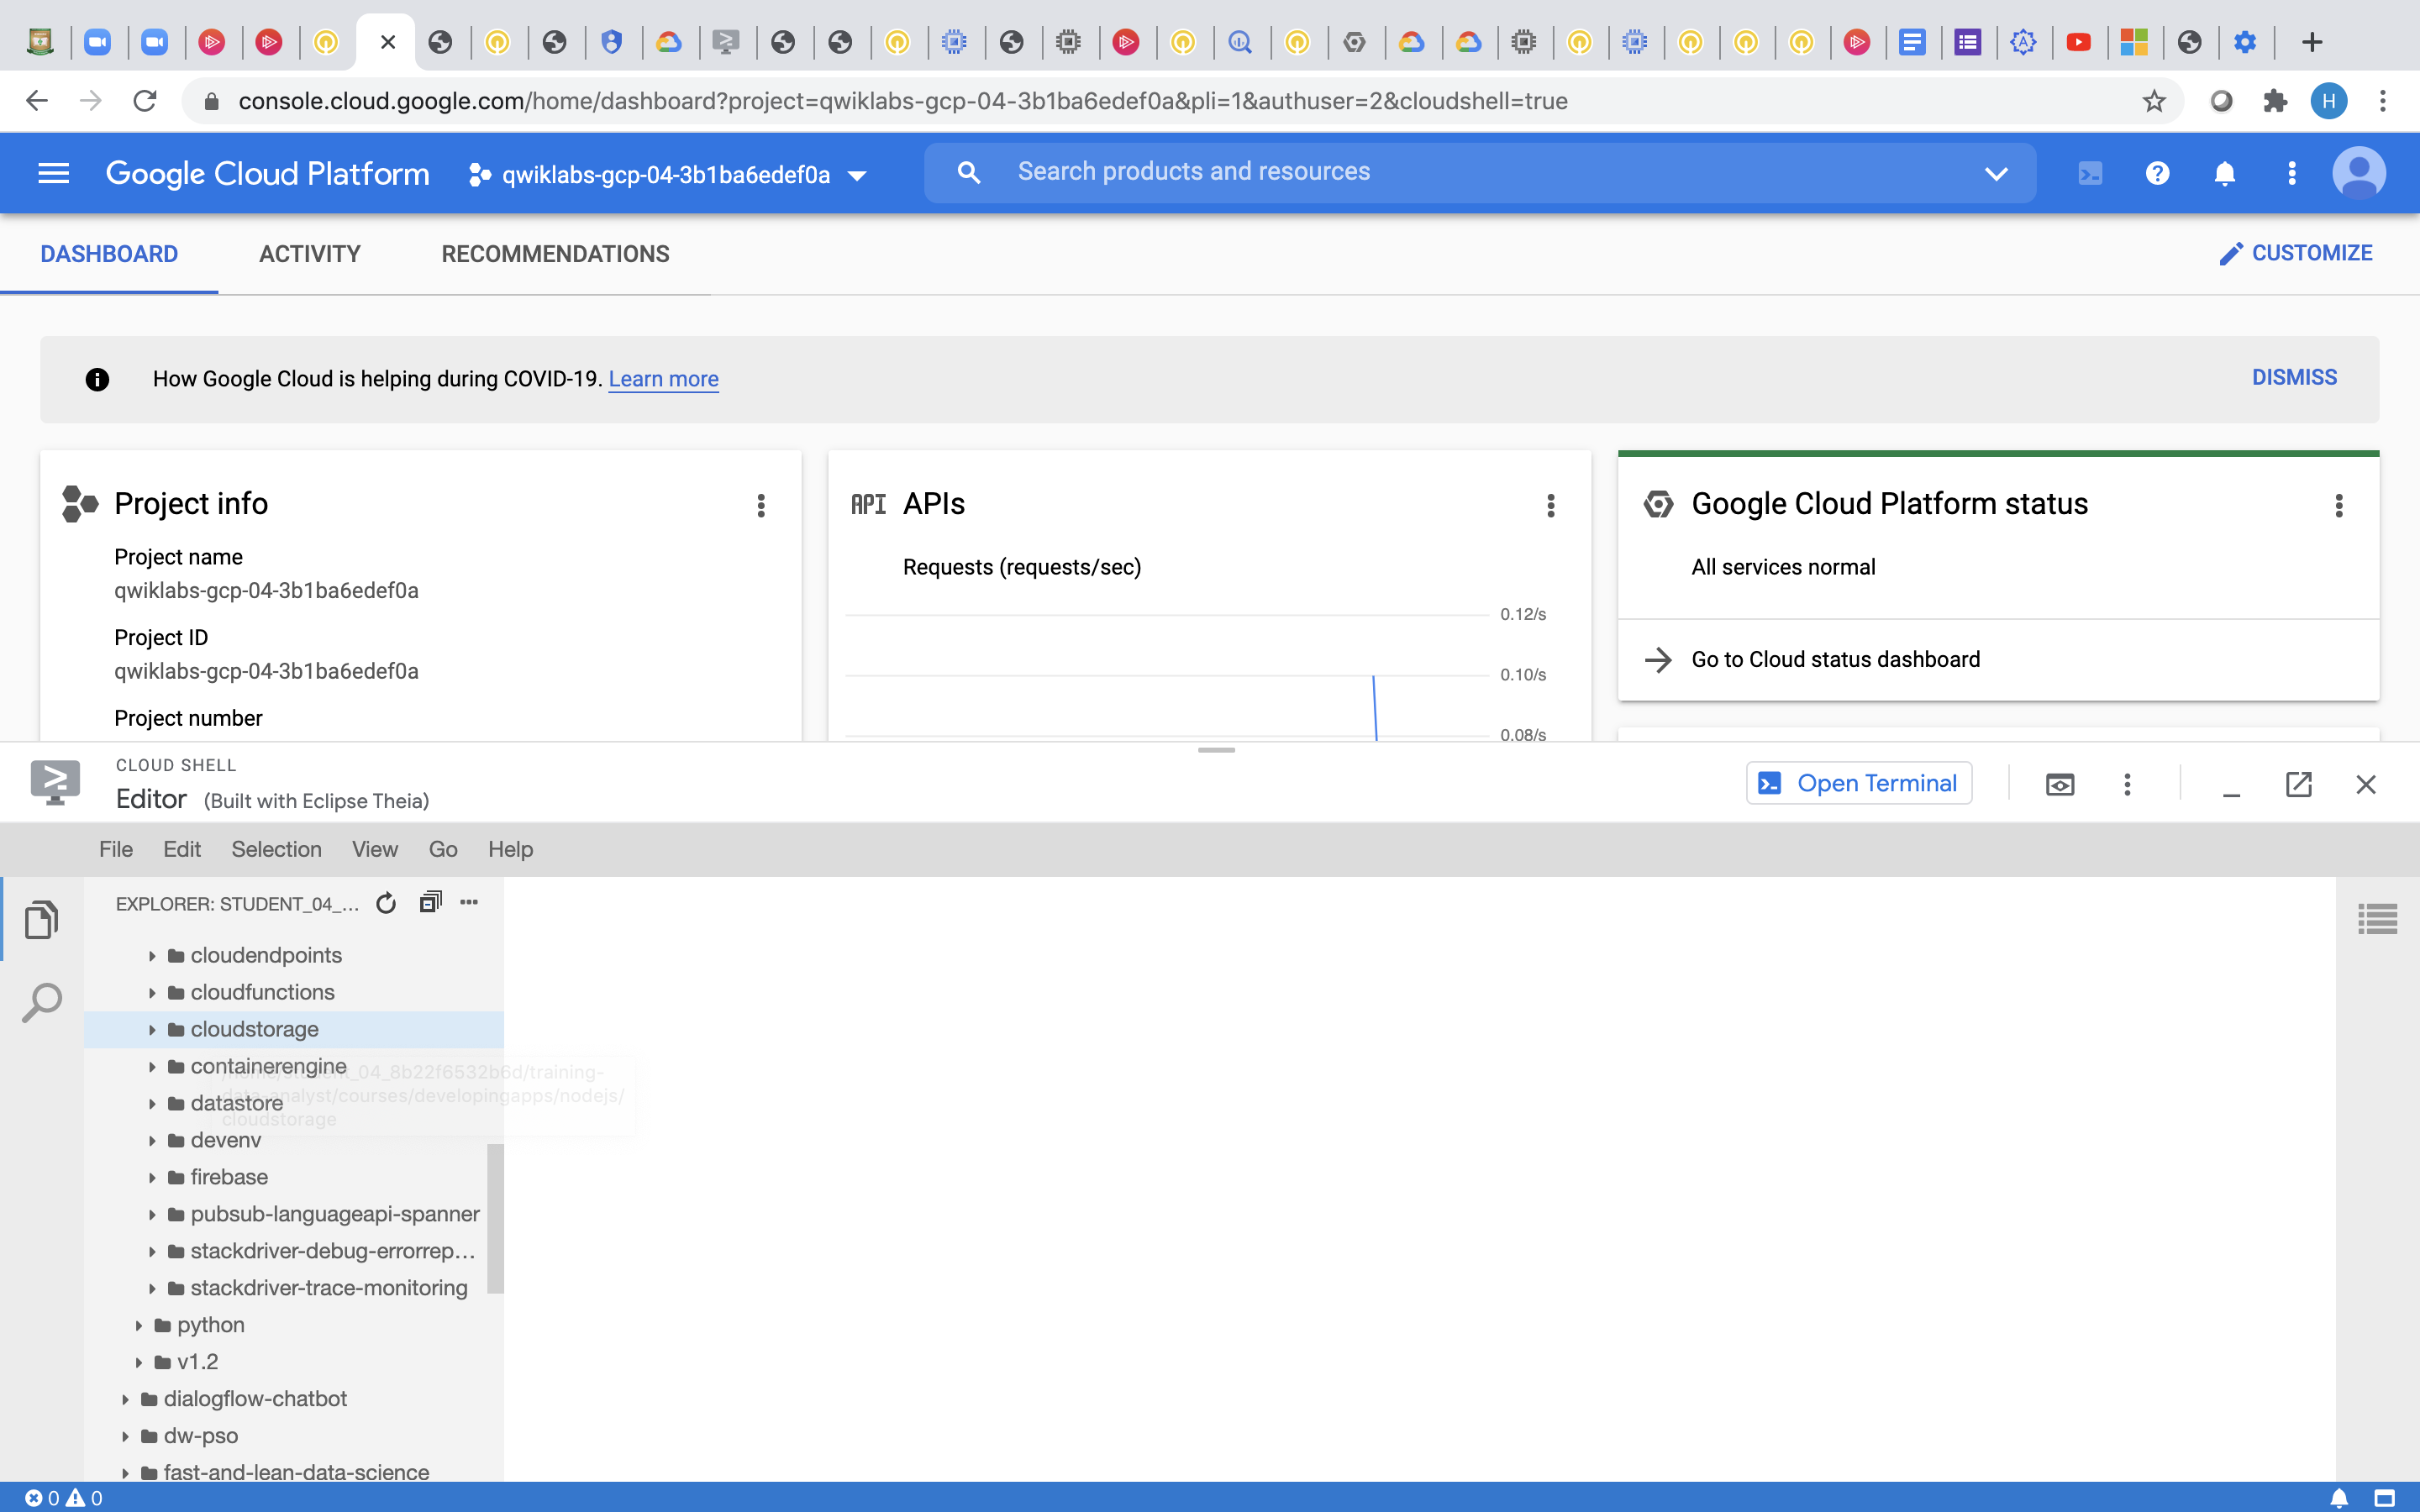 console.cloud.google.com/home/dashboard?project=qwiklabs-gcp-04-3b1ba6edef0a&pli=1&authuser=2&cloudshell=true
H
Google Cloud Platform
qwiklabs-gcp-04-3b1ba6edef0a
Search products and resources
DASHBOARD
ACTIVITY
RECOMMENDATIONS
CUSTOMIZE
How Google Cloud is helping during COVID-19. Learn more
DISMISS
Project info
Project name
qwiklabs-gcp-04-3b1ba6edef0a
Project ID
qwiklabs-gcp-04-3b1ba6edef0a
Project number
API APIs
Requests (requests/sec)
0.12/s
0.10/s
0.08/s
Google Cloud Platform status
All services normal
Go to Cloud status dashboard
CLOUD SHELL
Editor (Built with Eclipse Theia)
Open Terminal
File Edit Selection View Go Help
EXPLORER: STUDENT_04_...
cloudendpoints
cloudfunctions
cloudstorage
containerengine
/home/student_04_8b22f6532b6d/training-
data-analyst/courses/developingapps/nodejs/
cloudstorage
datastore
devenv
firebase
pubsub-languageapi-spanner
stackdriver-debug-errorrep...
stackdriver-trace-monitoring
python
v1.2
dialogflow-chatbot
dw-pso
fast-and-lean-data-science
0 0